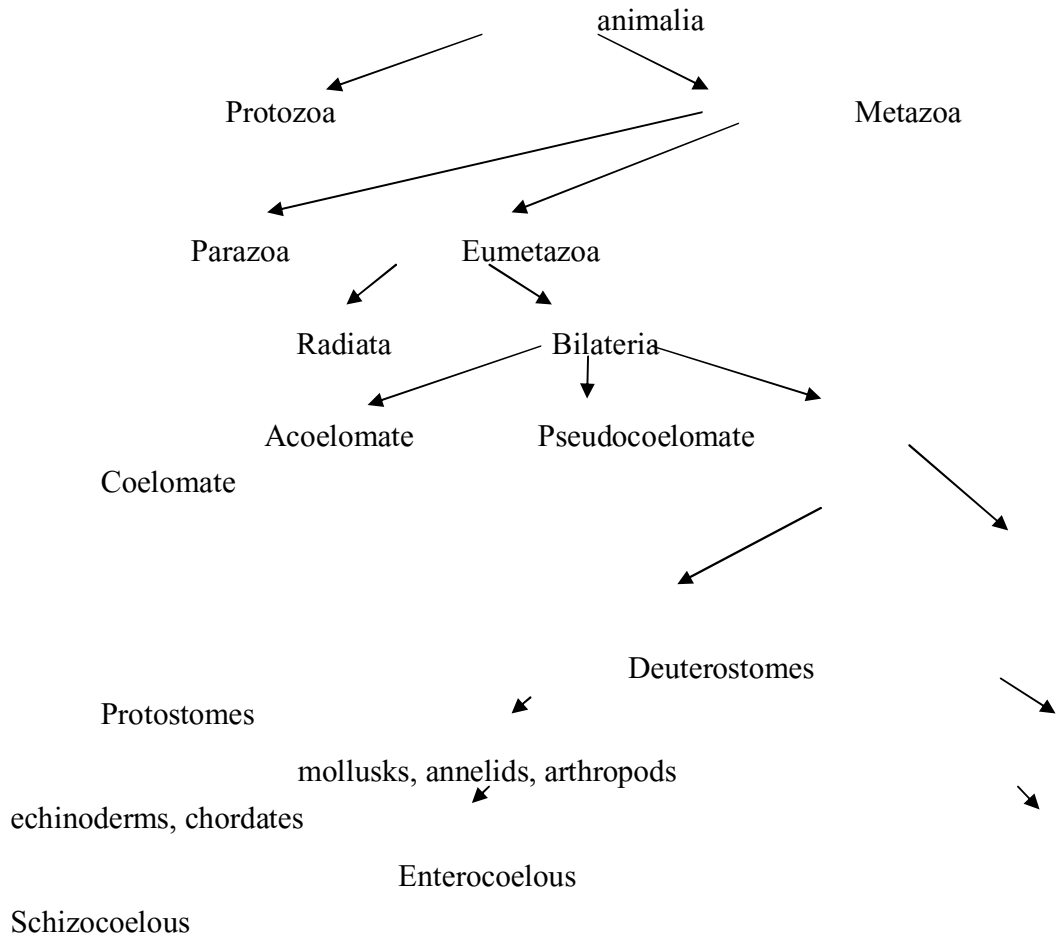 animalia
Protozoa Metazoa
Parazoa Eumetazoa
Radiata Bilateria
Acoelomate Pseudocoelomate
Coelomate
Deuterostomes
Protostomes
mollusks, annelids, arthropods
echinoderms, chordates
Enterocoelous
Schizocoelous